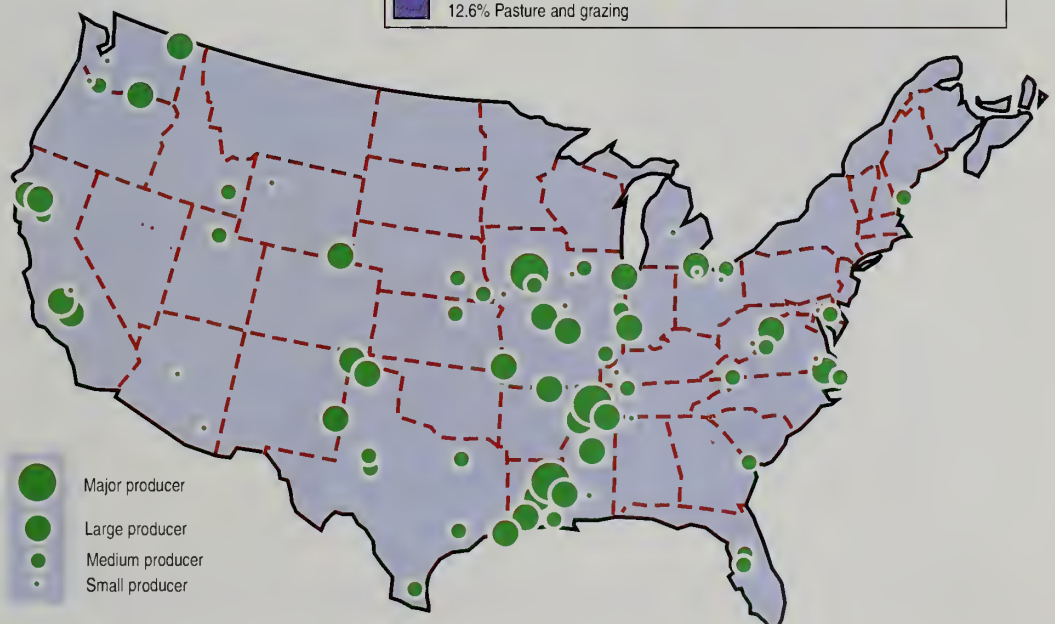 12.6% Pasture and grazing
Major producer
Large producer
Medium producer
Small producer